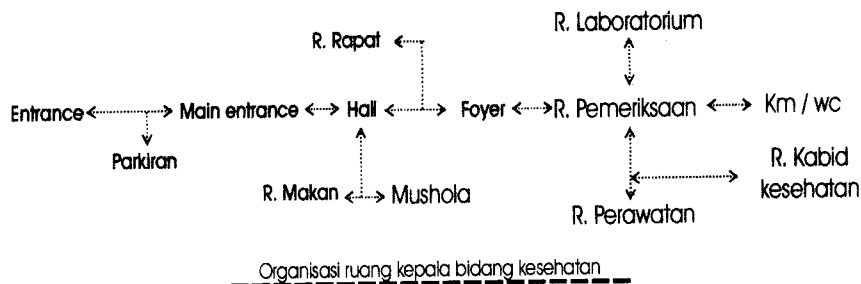 R. Laboratorium
R. Rapat
Entrance Main entrance Hall Foyer R. Pemeriksaan Km / wc
Parkiran
R. Kabid
kesehatan
R. Makan Mushola
R. Perawatan
Organisasi ruang kepala bidang kesehatan